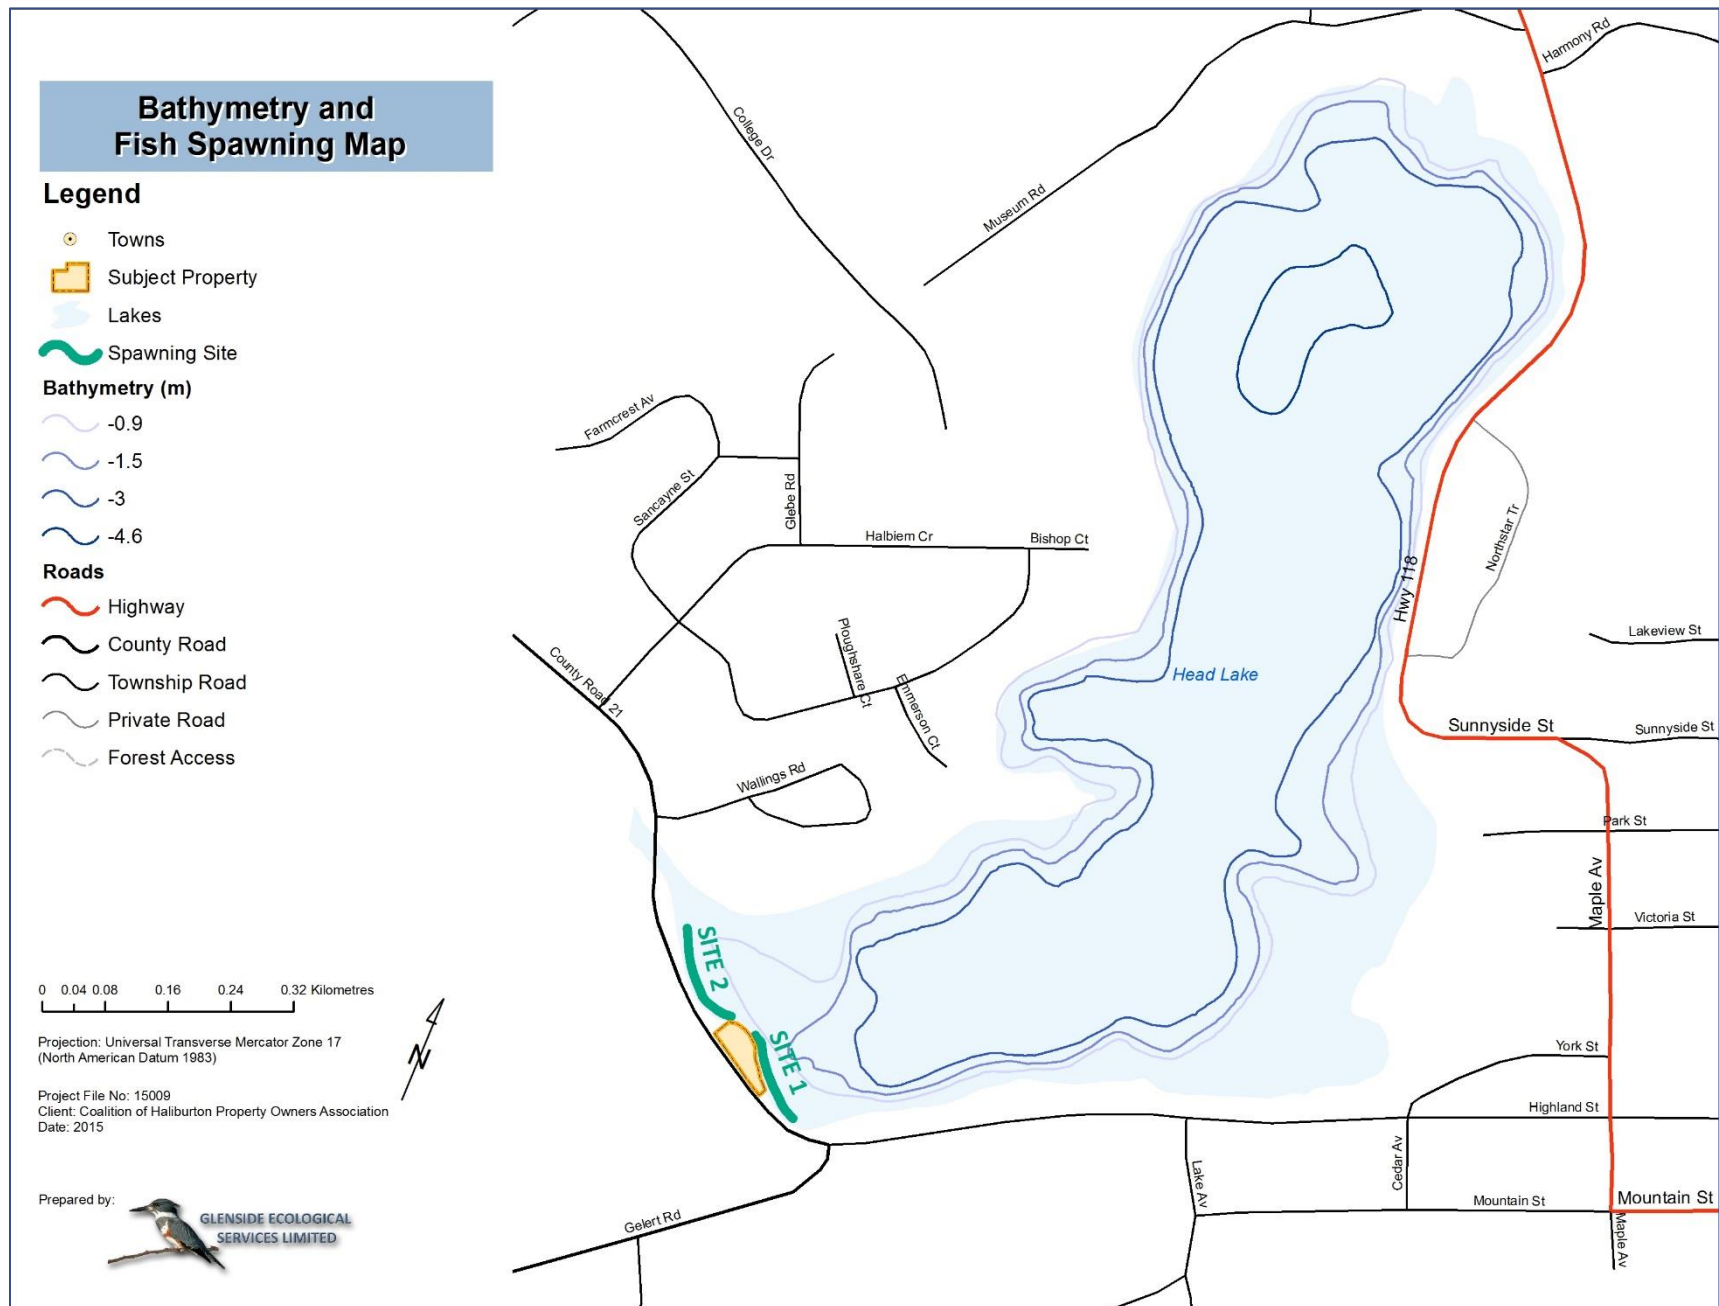 Bathymetry and
Fish Spawning Map
Legend
Towns
Subject Property
Lakes
Spawning Site
Bathymetry (m)
-0.9
-1.5
-3
-4.6
Roads
Highway
County Road
Township Road
Private Road
Forest Access
0 0.04 0.08 0.16 0.24 0.32 Kilometres
N
Projection: Universal Transverse Mercator Zone 17
(North American Datum 1983)
Project File No: 15009
Client: Coalition of Haliburton Property Owners Association
Date: 2015
Prepared by:
GLENSIDE ECOLOGICAL
SERVICES LIMITED
Harmony Rd
College Dr
Museum Rd
Farmcrest Av
Sancayne St
Glebe Rd
Halbiem Cr
Bishop Ct
Northstar Tr
Hwy 118
Ploughshare Ct
Emmerson Ct
County Road 21
Lakeview St
Head Lake
Sunnyside St
Sunnyside St
Wallings Rd
Park St
Maple Av
Victoria St
SITE 2
SITE 1
York St
Highland St
Lake Av
Cedar Av
Mountain St
Mountain St
Gelert Rd
Maple Av